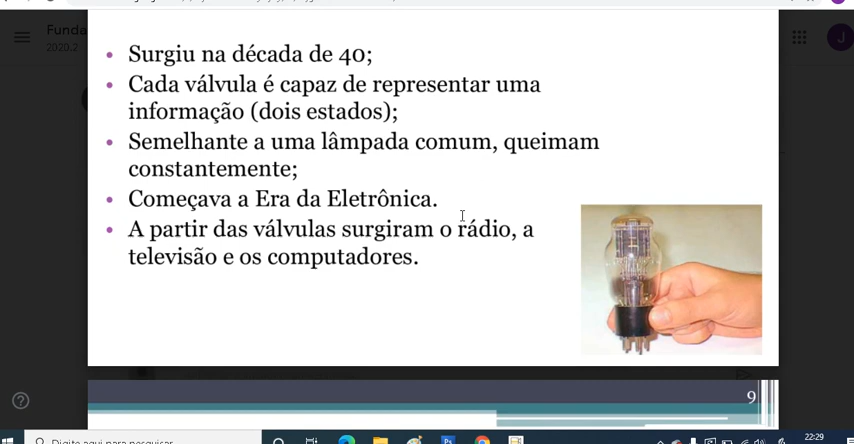 Funda
2020.2
J
• Surgiu na década de 40;
• Cada válvula é capaz de representar uma
informação (dois estados);
• Semelhante a uma lâmpada comum, queimam
constantemente;
• Começava a Era da Eletrônica.
• A partir das válvulas surgiram o rádio, a
televisão e os computadores.
9
Digite aqui para pesquisar
22:29